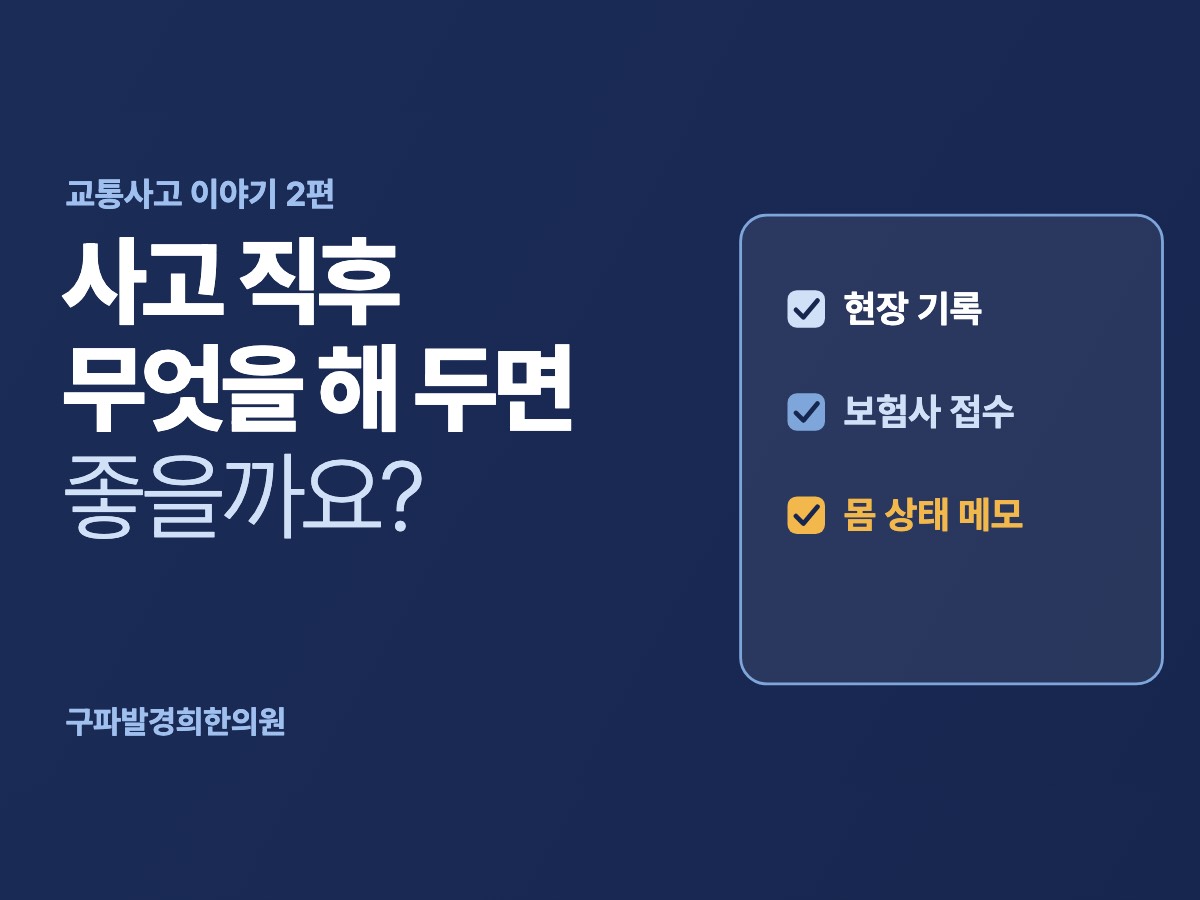 교통사고 이야기 2편
사고 직후
무엇을 해 두면
좋을까요?
현장 기록
보험사 접수
몸 상태 메모
구파발경희한의원